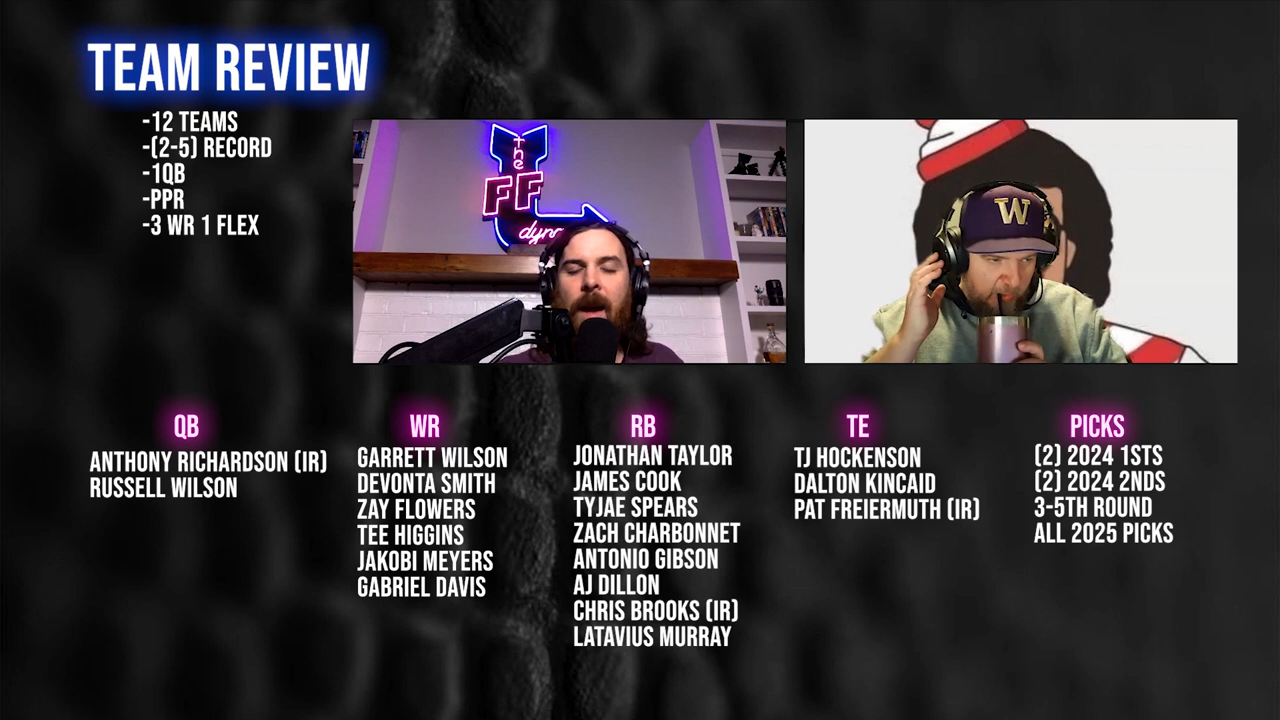 TEAM REVIEW
-12 TEAMS
-(2-5) RECORD
-1QB
-PPR
-3 WR 1 FLEX
the
FF
dyn
W
QB
ANTHONY RICHARDSON (IR)
RUSSELL WILSON
WR
GARRETT WILSON
DEVONTA SMITH
ZAY FLOWERS
TEE HIGGINS
JAKOBI MEYERS
GABRIEL DAVIS
RB
JONATHAN TAYLOR
JAMES COOK
TYJAE SPEARS
ZACH CHARBONNET
ANTONIO GIBSON
AJ DILLON
CHRIS BROOKS (IR)
LATAVIUS MURRAY
TE
TJ HOCKENSON
DALTON KINCAID
PAT FREIERMUTH (IR)
PICKS
(2) 2024 1STS
(2) 2024 2NDS
3-5TH ROUND
ALL 2025 PICKS